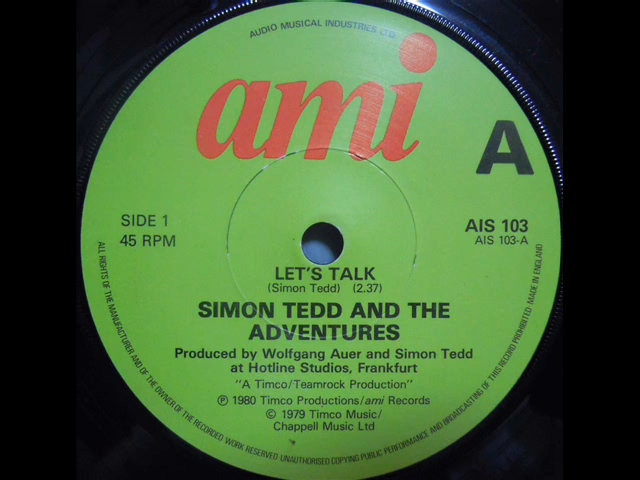 AUDIO MUSICAL INDUSTRIES LTD.
ami
A
SIDE 1
45 RPM
AIS 103
AIS 103-A
LET'S TALK
(Simon Tedd) (2.37)
SIMON TEDD AND THE
ADVENTURES
Produced by Wolfgang Auer and Simon Tedd
at Hotline Studios, Frankfurt
"A Timco/Teamrock Production"
℗ 1980 Timco Productions/ami Records
© 1979 Timco Music/
Chappell Music Ltd
ALL RIGHTS OF THE MANUFACTURER AND OF THE OWNER OF THE RECORDED WORK RESERVED UNAUTHORISED COPYING PUBLIC PERFORMANCE AND BROADCASTING OF THIS RECORD PROHIBITED MADE IN ENGLAND